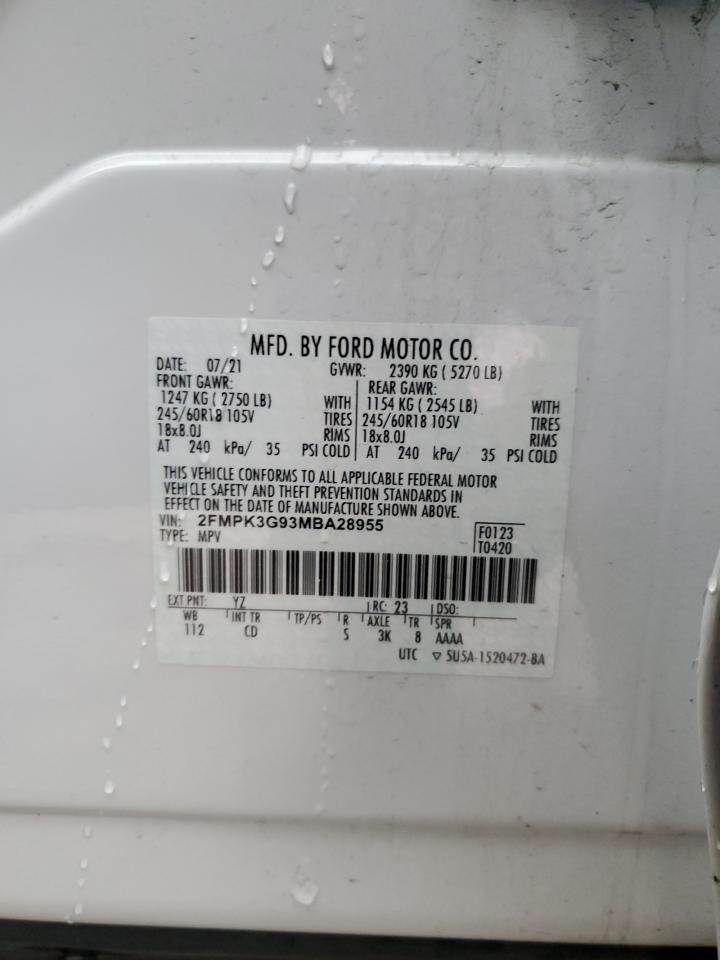 MFD. BY FORD MOTOR CO.
DATE: 07/21 GVWR: 2390 KG ( 5270 LB)
FRONT GAWR: REAR GAWR:
1247 KG ( 2750 LB) WITH 1154 KG ( 2545 LB) WITH
245/60R18 105V TIRES 245/60R18 105V TIRES
18x8.0J RIMS 18x8.0J RIMS
AT 240 kPa/ 35 PSI COLD AT 240 kPa/ 35 PSI COLD
THIS VEHICLE CONFORMS TO ALL APPLICABLE FEDERAL MOTOR
VEHICLE SAFETY AND THEFT PREVENTION STANDARDS IN
EFFECT ON THE DATE OF MANUFACTURE SHOWN ABOVE.
VIN: 2FMPK3G93MBA28955 F0123
TYPE: MPV T0420
EXT PNT: YZ RC: 23 DSO:
WB INT TR TP/PS R AXLE TR SPR
112 CD S 3K 8 AAAA
UTC ▽ 5U5A-1520472-BA